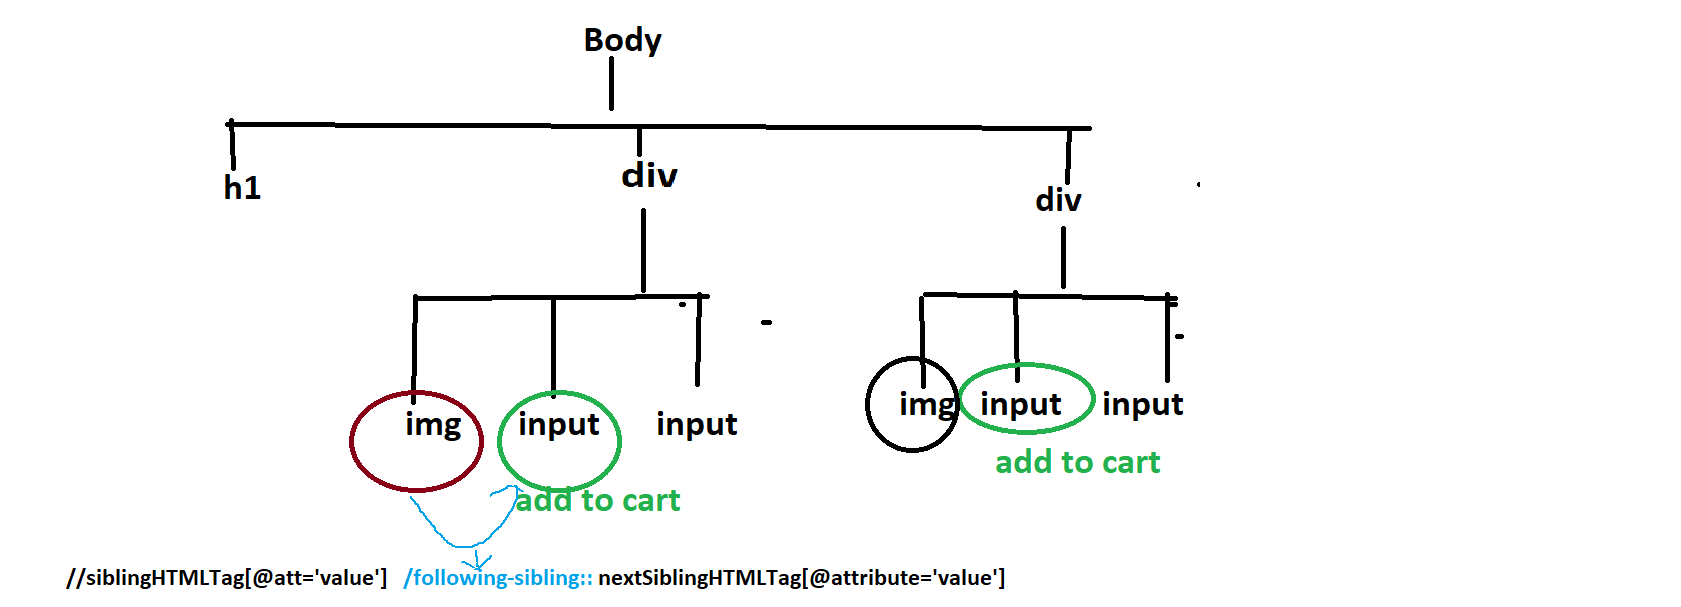 Body
h1
div
div
img
input
input
add to cart
img
input
input
add to cart
//siblingHTMLTag[@att='value'] /following-sibling:: nextSiblingHTMLTag[@attribute='value']